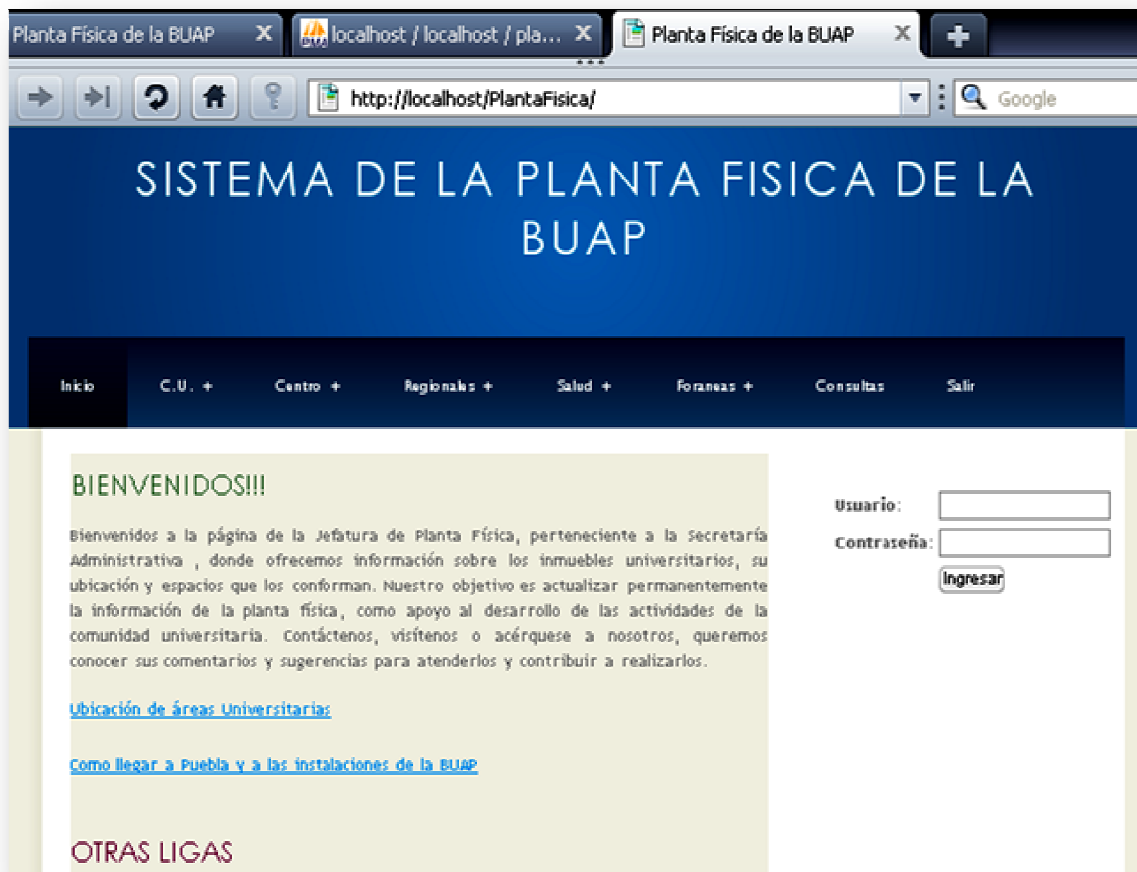 Planta Física de la BUAP
localhost / localhost / pla...
Planta Física de la BUAP
http://localhost/PlantaFisica/
Google
SISTEMA DE LA PLANTA FISICA DE LA
BUAP
Inicio C.U. + Centro + Regionales + Salud + Foraneas + Consultas Salir
BIENVENIDOS!!!
Bienvenidos a la página de la Jefatura de Planta Física, perteneciente a la Secretaría
Administrativa , donde ofrecemos información sobre los inmuebles universitarios, su
ubicación y espacios que los conforman. Nuestro objetivo es actualizar permanentemente
la información de la planta física, como apoyo al desarrollo de las actividades de la
comunidad universitaria. Contáctenos, visítenos o acérquese a nosotros, queremos
conocer sus comentarios y sugerencias para atenderlos y contribuir a realizarlos.
Ubicación de áreas Universitarias
Como llegar a Puebla y a las instalaciones de la BUAP
OTRAS LIGAS
Usuario:
Contraseña:
Ingresar